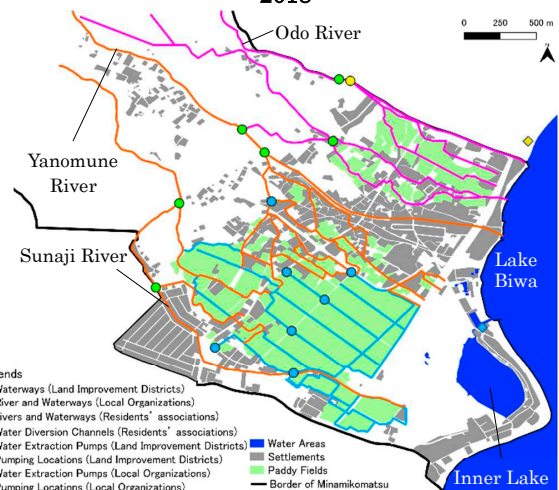 2018
Odo River
0 250 500 m
N
Yanomune
River
Sunaji River
Lake
Biwa
Inner Lake
ends
Waterways (Land Improvement Districts)
River and Waterways (Local Organizations)
ivers and Waterways (Residents' associations)
Water Diversion Channels (Residents' associations)
Water Extraction Pumps (Land Improvement Districts)
Pumping Locations (Land Improvement Districts)
Water Extraction Pumps (Local Organizations)
Pumping Locations (Local Organizations)
Water Areas
Settlements
Paddy Fields
Border of Minamikomatsu